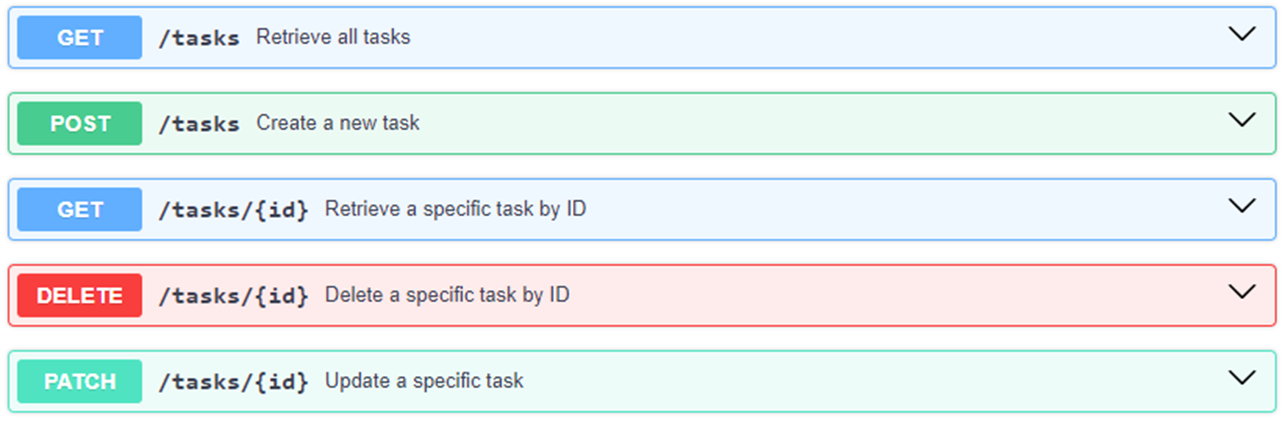 GET /tasks Retrieve all tasks
POST /tasks Create a new task
GET /tasks/{id} Retrieve a specific task by ID
DELETE /tasks/{id} Delete a specific task by ID
PATCH /tasks/{id} Update a specific task